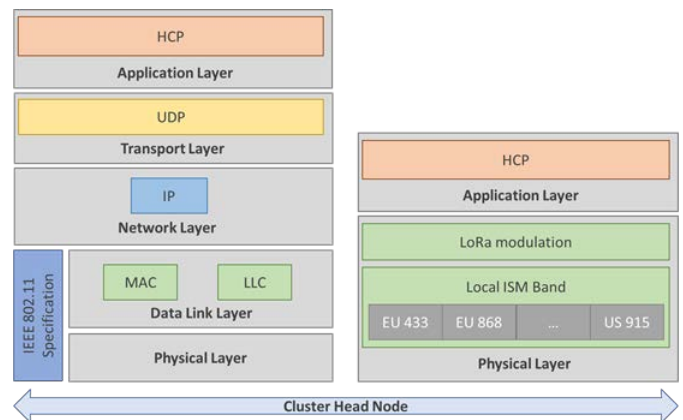 HCP
Application Layer
UDP
Transport Layer
IP
Network Layer
IEEE 802.11
Specification
MAC LLC
Data Link Layer
Physical Layer
HCP
Application Layer
LoRa modulation
Local ISM Band
EU 433 EU 868 ... US 915
Physical Layer
Cluster Head Node